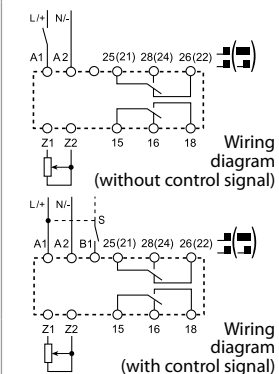 L/+ N/-
A1 A2 25(21) 28(24) 26(22)
Z1 Z2 15 16 18
Wiring
diagram
(without control signal)
L/+ N/-
S
A1 A2 B1 25(21) 28(24) 26(22)
Z1 Z2 15 16 18
Wiring
diagram
(with control signal)